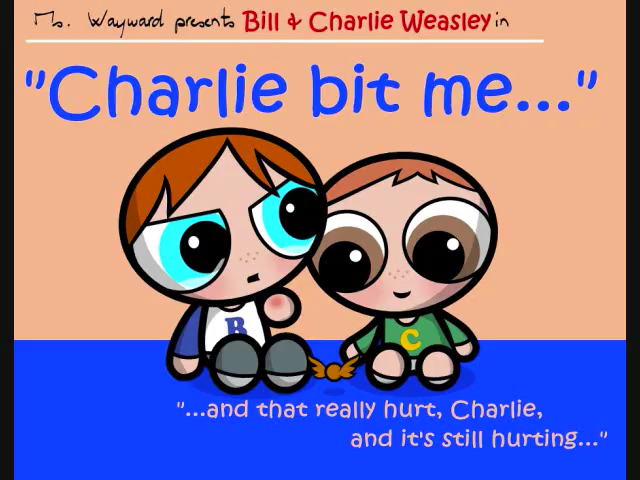 Ms. Wayward presents Bill & Charlie Weasley in
"Charlie bit me..."
B
C
"...and that really hurt, Charlie,
and it's still hurting..."